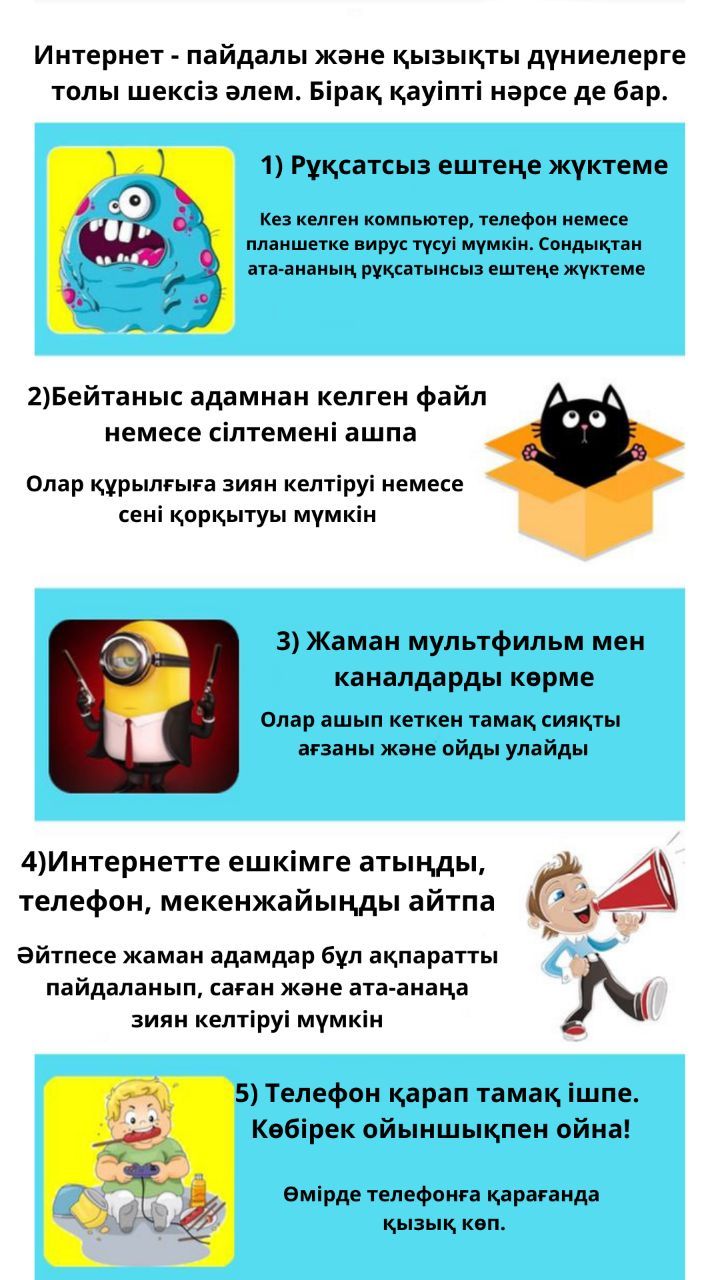 Интернет - пайдалы және қызықты дүниелерге
толы шексіз әлем. Бірақ қауіпті нәрсе де бар.
1) Рұқсатсыз ештеңе жүктеме
Кез келген компьютер, телефон немесе
планшетке вирус түсуі мүмкін. Сондықтан
ата-ананың рұқсатынсыз ештеңе жүктеме
2)Бейтаныс адамнан келген файл
немесе сілтемені ашпа
Олар құрылғыға зиян келтіруі немесе
сені қорқытуы мүмкін
3) Жаман мультфильм мен
каналдарды көрме
Олар ашып кеткен тамақ сияқты
ағзаны және ойды улайды
4)Интернетте ешкімге атыңды,
телефон, мекенжайыңды айтпа
Әйтпесе жаман адамдар бұл ақпаратты
пайдаланып, саған және ата-анаңа
зиян келтіруі мүмкін
5) Телефон қарап тамақ ішпе.
Көбірек ойыншықпен ойна!
Өмірде телефонға қарағанда
қызық көп.